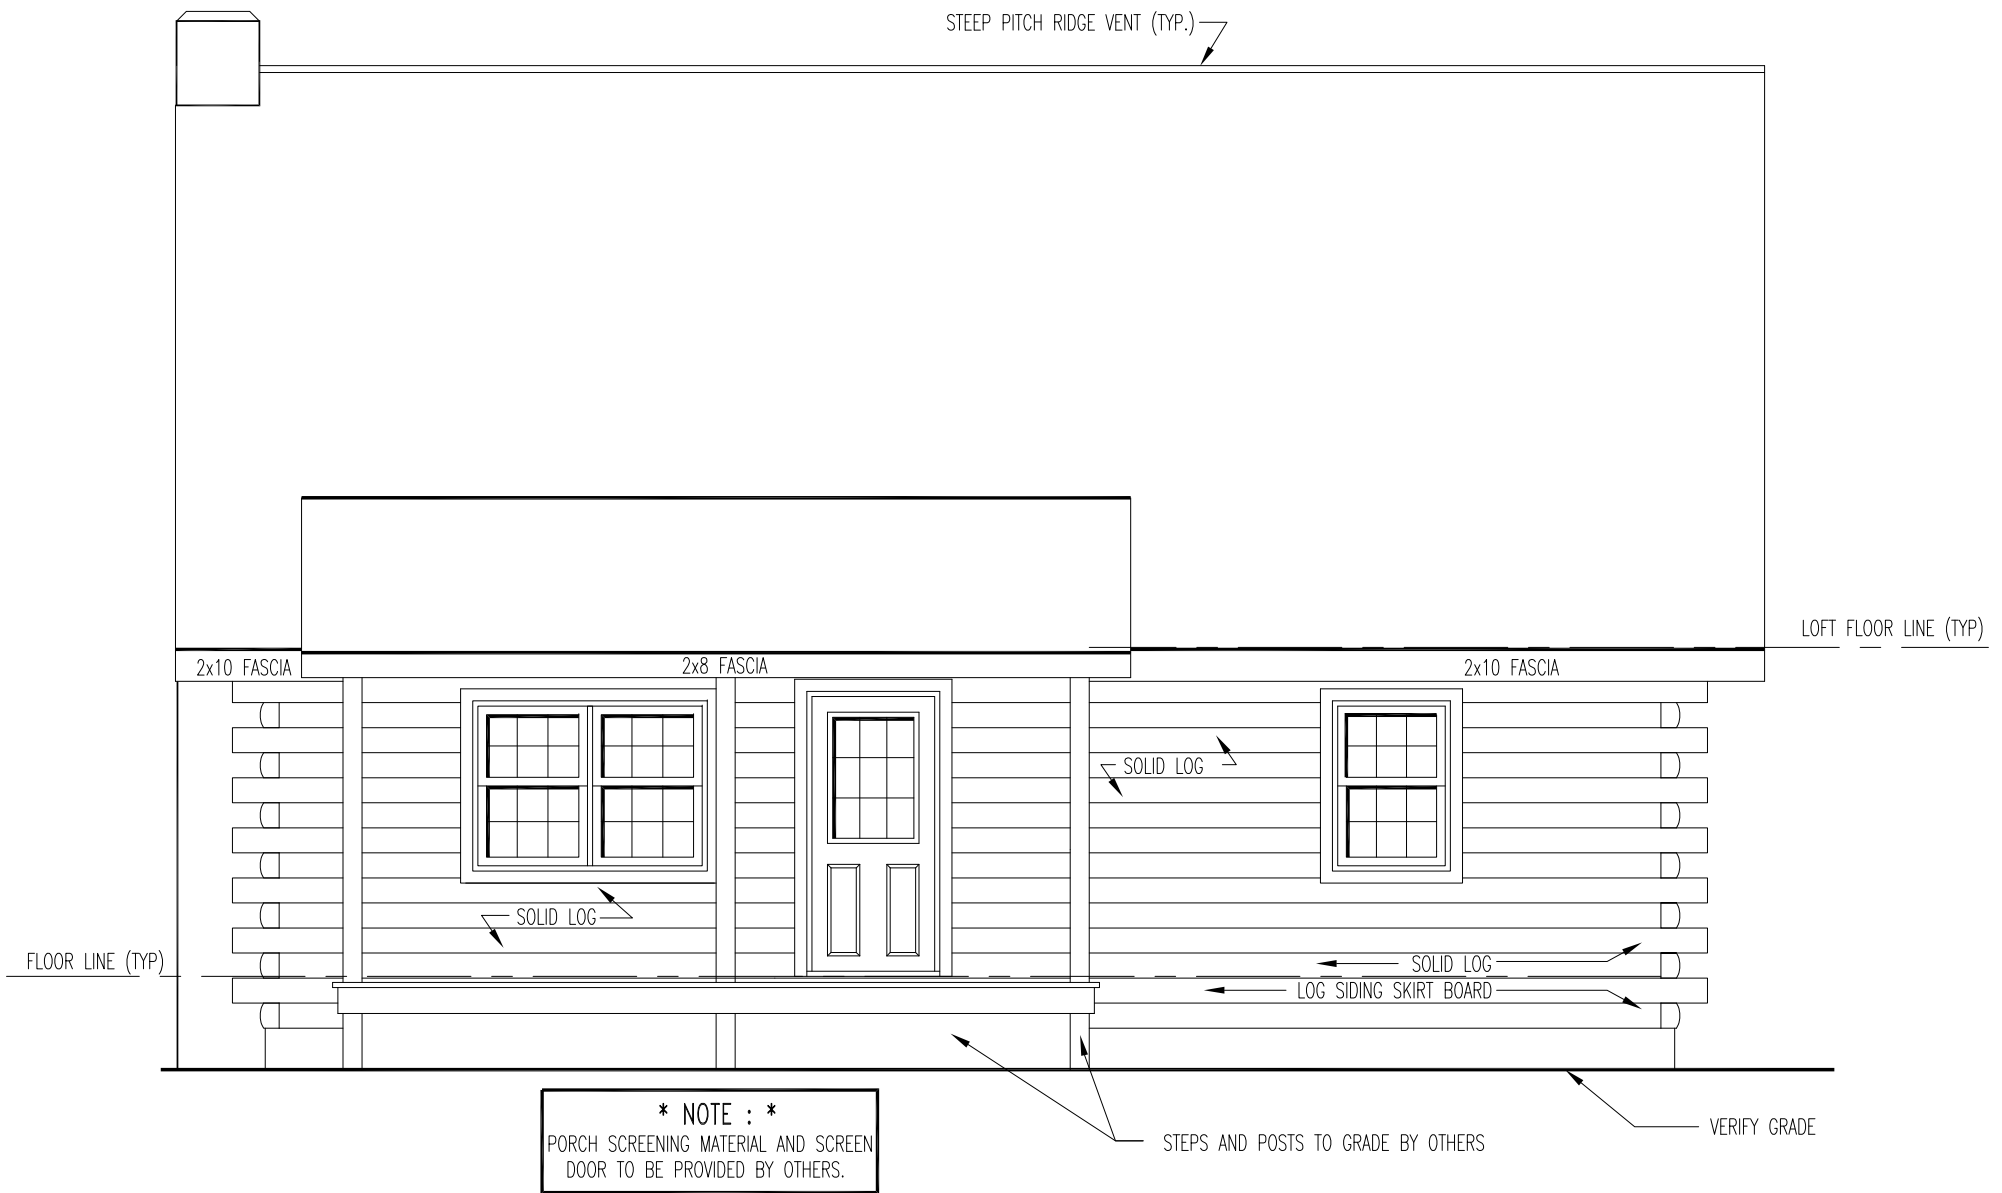 STEEP PITCH RIDGE VENT (TYP.)
LOFT FLOOR LINE (TYP)
2x10 FASCIA
2x8 FASCIA
2x10 FASCIA
SOLID LOG
SOLID LOG
FLOOR LINE (TYP)
SOLID LOG
LOG SIDING SKIRT BOARD
* NOTE : *
PORCH SCREENING MATERIAL AND SCREEN
DOOR TO BE PROVIDED BY OTHERS.
STEPS AND POSTS TO GRADE BY OTHERS
VERIFY GRADE